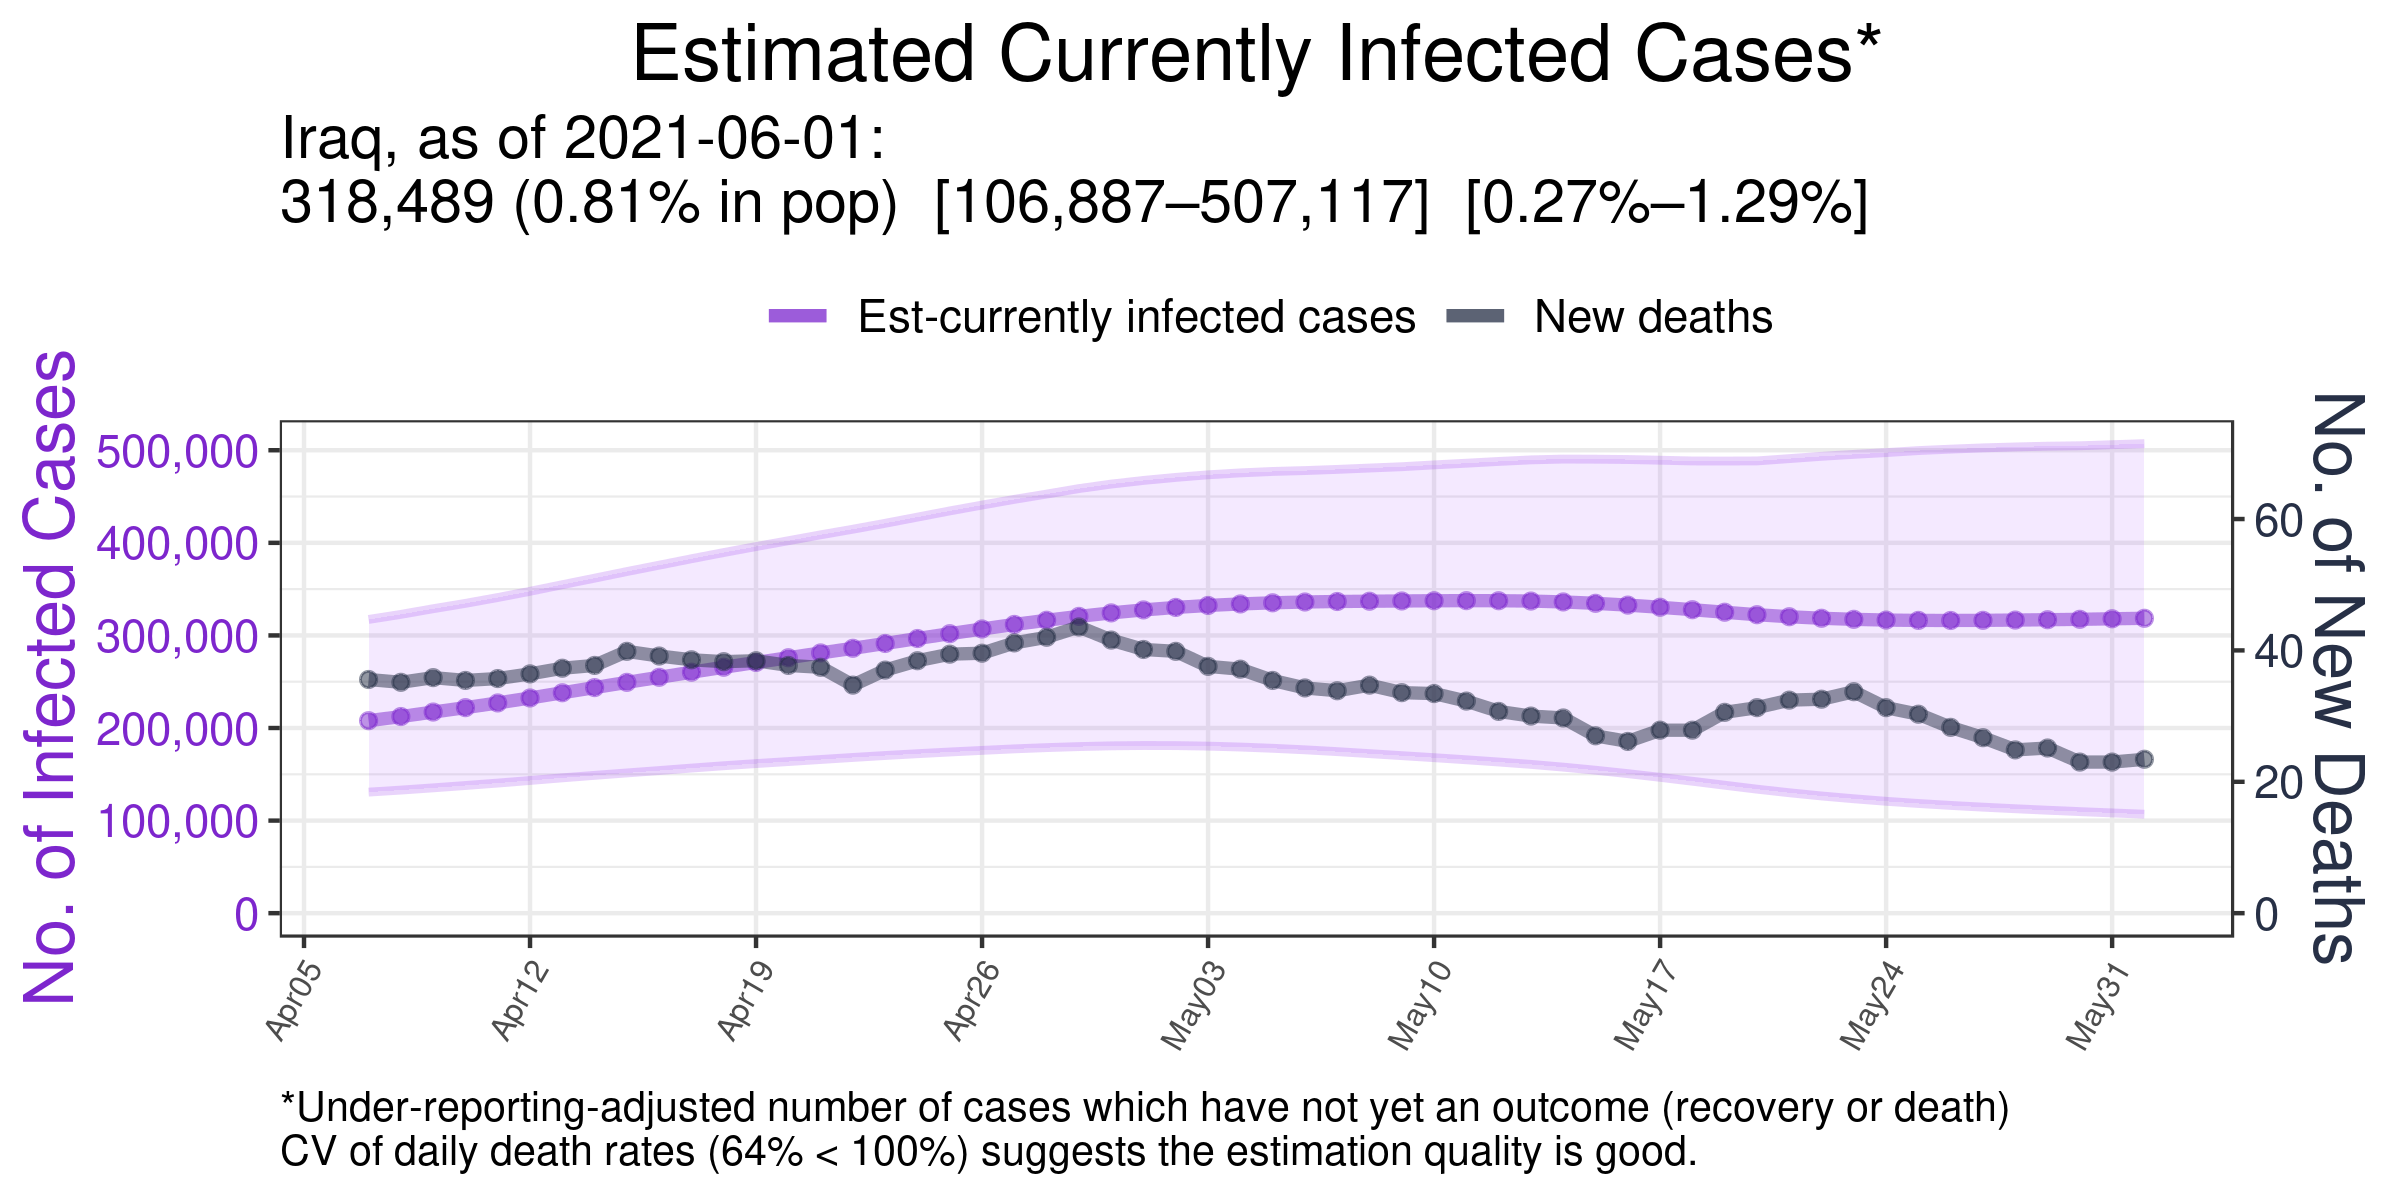 Estimated Currently Infected Cases*
Iraq, as of 2021-06-01:
318,489 (0.81% in pop)  [106,887–507,117]  [0.27%–1.29%]
Est-currently infected cases
New deaths
No. of Infected Cases
500,000
400,000
300,000
200,000
100,000
0
No. of New Deaths
60
40
20
0
Apr05
Apr12
Apr19
Apr26
May03
May10
May17
May24
May31
*Under-reporting-adjusted number of cases which have not yet an outcome (recovery or death)
CV of daily death rates (64% < 100%) suggests the estimation quality is good.